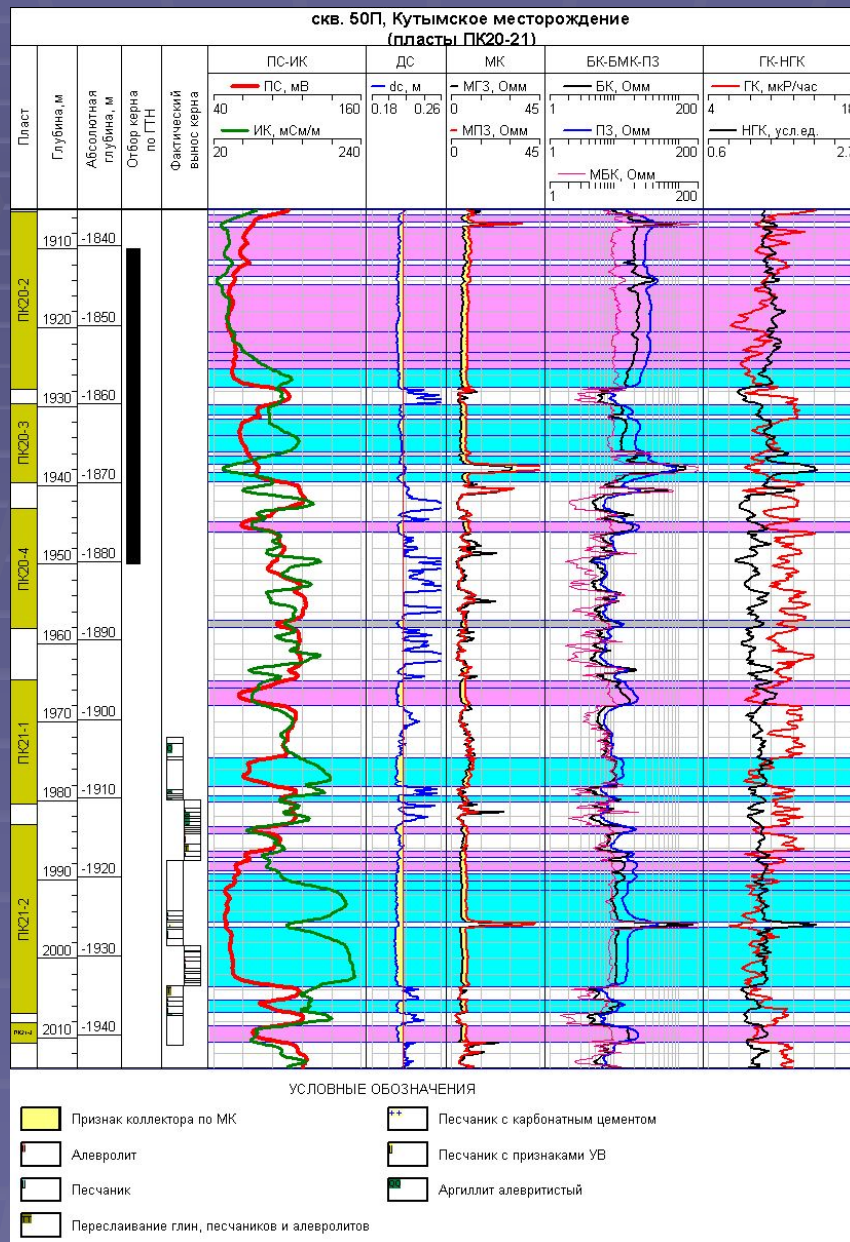 скв. 50П, Кутымское месторождение
(пласты ПК20-21)
Пласт
Глубина,м
Абсолютная глубина, м
Отбор керна по ГТН
Фактический вынос керна
ПС-ИК
ДС
МК
БК-БМК-ПЗ
ГК-НГК
ПС, мВ
dc, м
МГЗ, Омм
БК, Омм
ГК, мкР/час
40 160
0.18 0.26
0 45
1 200
4 18
ИК, мСм/м
МПЗ, Омм
ПЗ, Омм
НГК, усл.ед.
20 240
0 45
1 200
0.6 2.7
МБК, Омм
1 200
ПК20-2
ПК20-3
ПК20-4
ПК21-1
ПК21-2
1910 -1840
1920 -1850
1930 -1860
1940 -1870
1950 -1880
1960 -1890
1970 -1900
1980 -1910
1990 -1920
2000 -1930
2010 -1940
УСЛОВНЫЕ ОБОЗНАЧЕНИЯ
Признак коллектора по МК
Песчаник с карбонатным цементом
Алевролит
Песчаник с признаками УВ
Песчаник
Аргиллит алевритистый
Переслаивание глин, песчаников и алевролитов